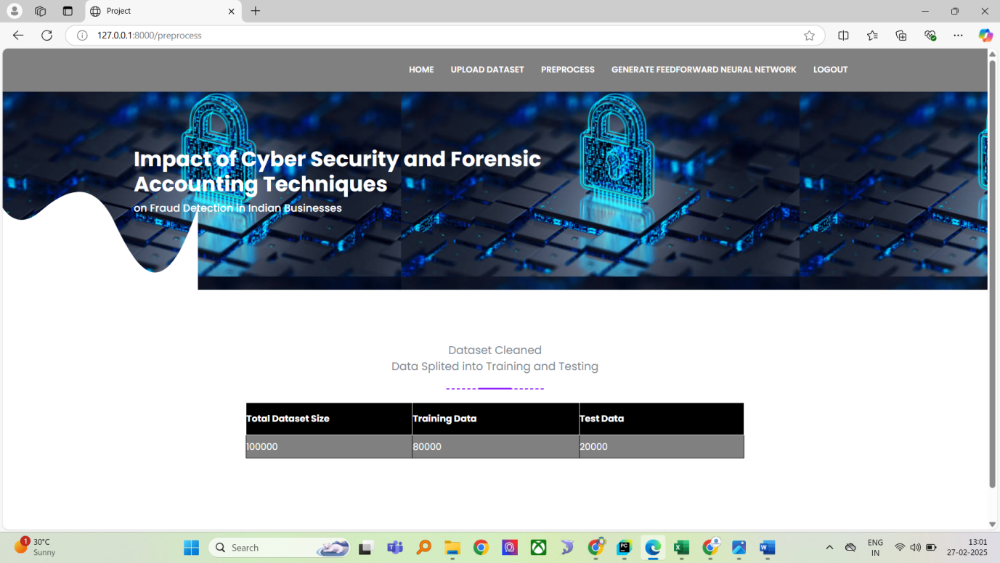 Project
127.0.0.1:8000/preprocess
HOME UPLOAD DATASET PREPROCESS GENERATE FEEDFORWARD NEURAL NETWORK LOGOUT
Impact of Cyber Security and Forensic
Accounting Techniques
on Fraud Detection in Indian Businesses
Dataset Cleaned
Data Splited into Training and Testing
Total Dataset Size Training Data Test Data
100000 80000 20000
1 30°C
Sunny
Search
PC
ENG
IN
13:01
27-02-2025